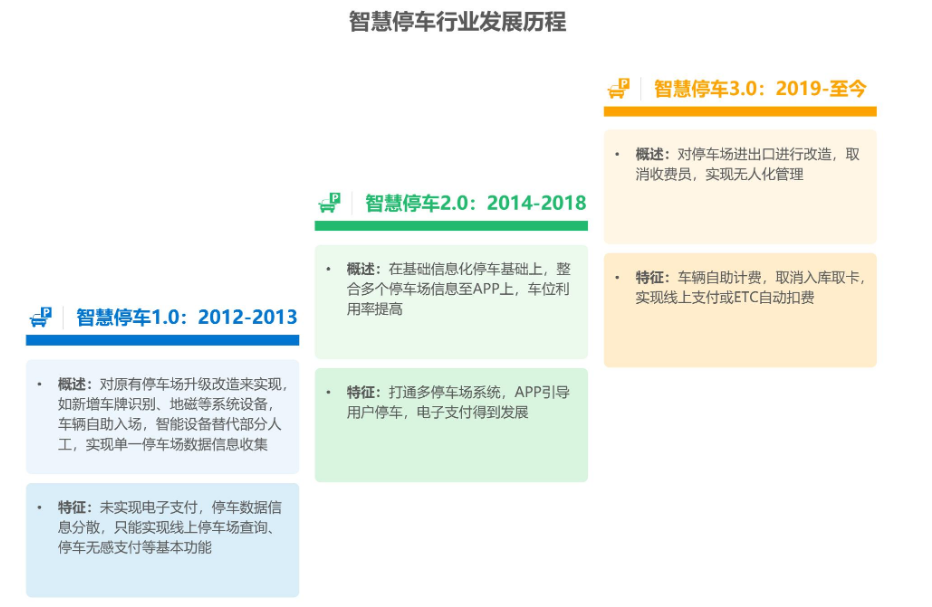 智慧停车行业发展历程
智慧停车1.0：2012-2013
• 概述：对原有停车场升级改造来实现，
如新增车牌识别、地磁等系统设备，
车辆自助入场，智能设备替代部分人
工，实现单一停车场数据信息收集
• 特征：未实现电子支付，停车数据信
息分散，只能实现线上停车场查询、
停车无感支付等基本功能
智慧停车2.0：2014-2018
• 概述：在基础信息化停车基础上，整
合多个停车场信息至APP上，车位利
用率提高
• 特征：打通多停车场系统，APP引导
用户停车，电子支付得到发展
智慧停车3.0：2019-至今
• 概述：对停车场进出口进行改造，取
消收费员，实现无人化管理
• 特征：车辆自助计费，取消入库取卡，
实现线上支付或ETC自动扣费
P
P
P